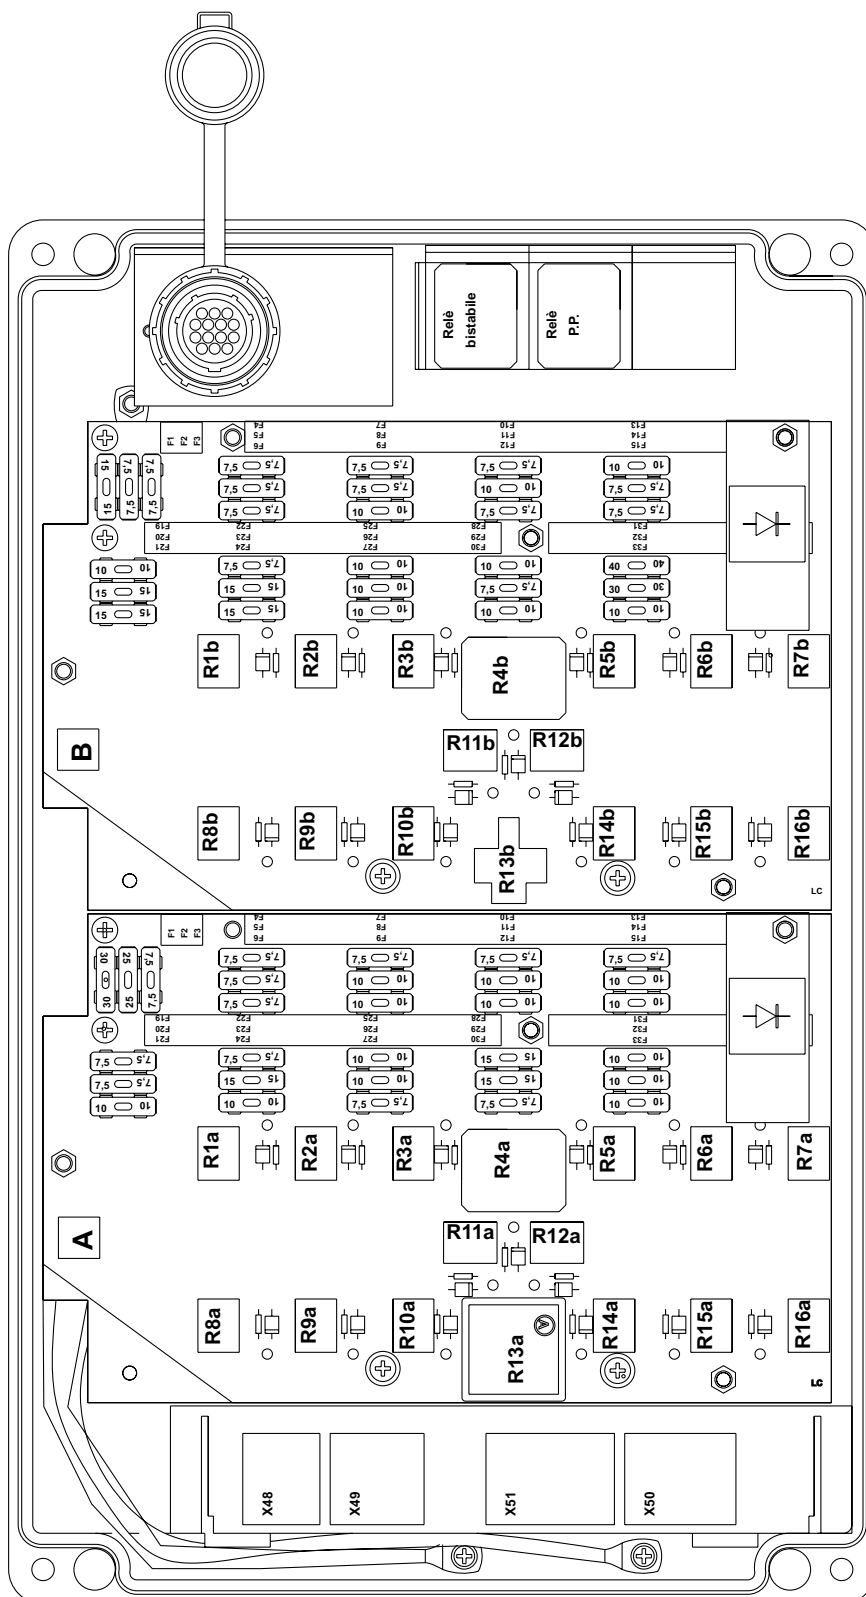 Relè bistabile
Relè P.P.
F1 F2 F3
F4 F5 F6
F7 F8 F9
F10 F11 F12
F13 F14 F15
15 15
7,5 7,5
7,5 7,5
7,5 7,5
7,5 7,5
7,5 7,5
10 10
7,5 7,5
7,5 7,5
10 10
7,5 7,5
7,5 7,5
10 10
10 10
10 10
7,5 7,5
7,5 7,5
F19 F20 F21
F22 F23 F24
F25 F26 F27
F28 F29 F30
F31 F32 F33
10 10
7,5 7,5
10 10
10 10
40 40
15 15
15 15
10 10
7,5 7,5
30 30
15 15
15 15
10 10
10 10
10 10
R1b
R2b
R3b
R4b
R5b
R6b
R7b
B
R11b
R12b
R8b
R9b
R10b
R13b
R14b
R15b
R16b
LC
F1 F2 F3
F4 F5 F6
F7 F8 F9
F10 F11 F12
F13 F14 F15
30 30
25 25
7,5 7,5
7,5 7,5
7,5 7,5
7,5 7,5
7,5 7,5
7,5 7,5
10 10
10 10
10 10
7,5 7,5
10 10
10 10
10 10
F19 F20 F21
F22 F23 F24
F25 F26 F27
F28 F29 F30
F31 F32 F33
7,5 7,5
7,5 7,5
10 10
15 15
10 10
7,5 7,5
15 15
10 10
15 15
10 10
10 10
10 10
7,5 7,5
7,5 7,5
10 10
R1a
R2a
R3a
R4a
R5a
R6a
R7a
A
R11a
R12a
R8a
R9a
R10a
R13a
A
R14a
R15a
R16a
LC
X48
X49
X51
X50